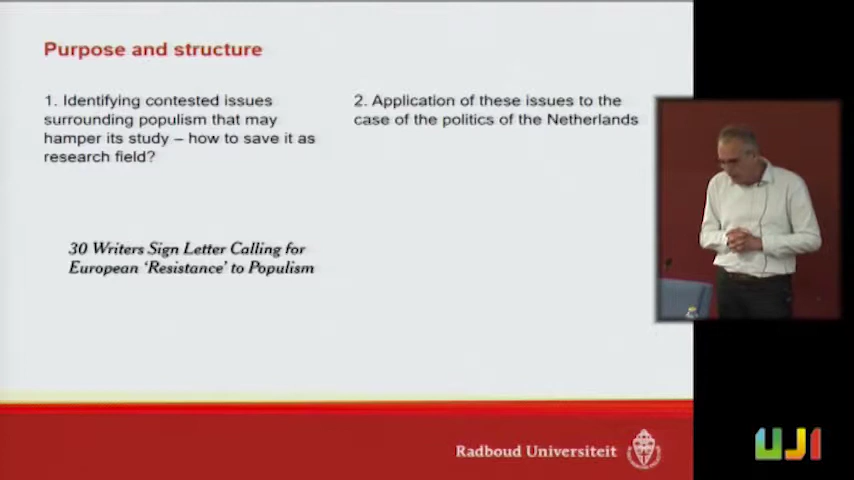 Purpose and structure
1. Identifying contested issues
surrounding populism that may
hamper its study – how to save it as
research field?
2. Application of these issues to the
case of the politics of the Netherlands
30 Writers Sign Letter Calling for
European ‘Resistance’ to Populism
Radboud Universiteit
UJI